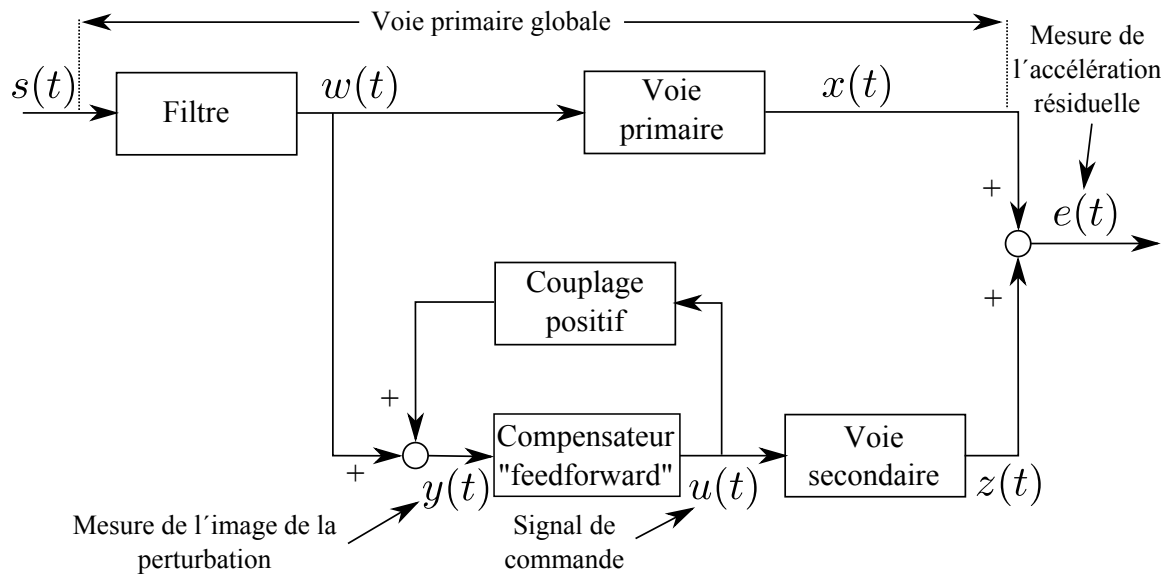 Voie primaire globale
Mesure de
l´accélération
résiduelle
s(t)
Filtre
w(t)
Voie
primaire
x(t)
+
e(t)
+
Couplage
positif
+
+
y(t)
Compensateur
"feedforward"
u(t)
Voie
secondaire
z(t)
Mesure de l´image de la
perturbation
Signal de
commande